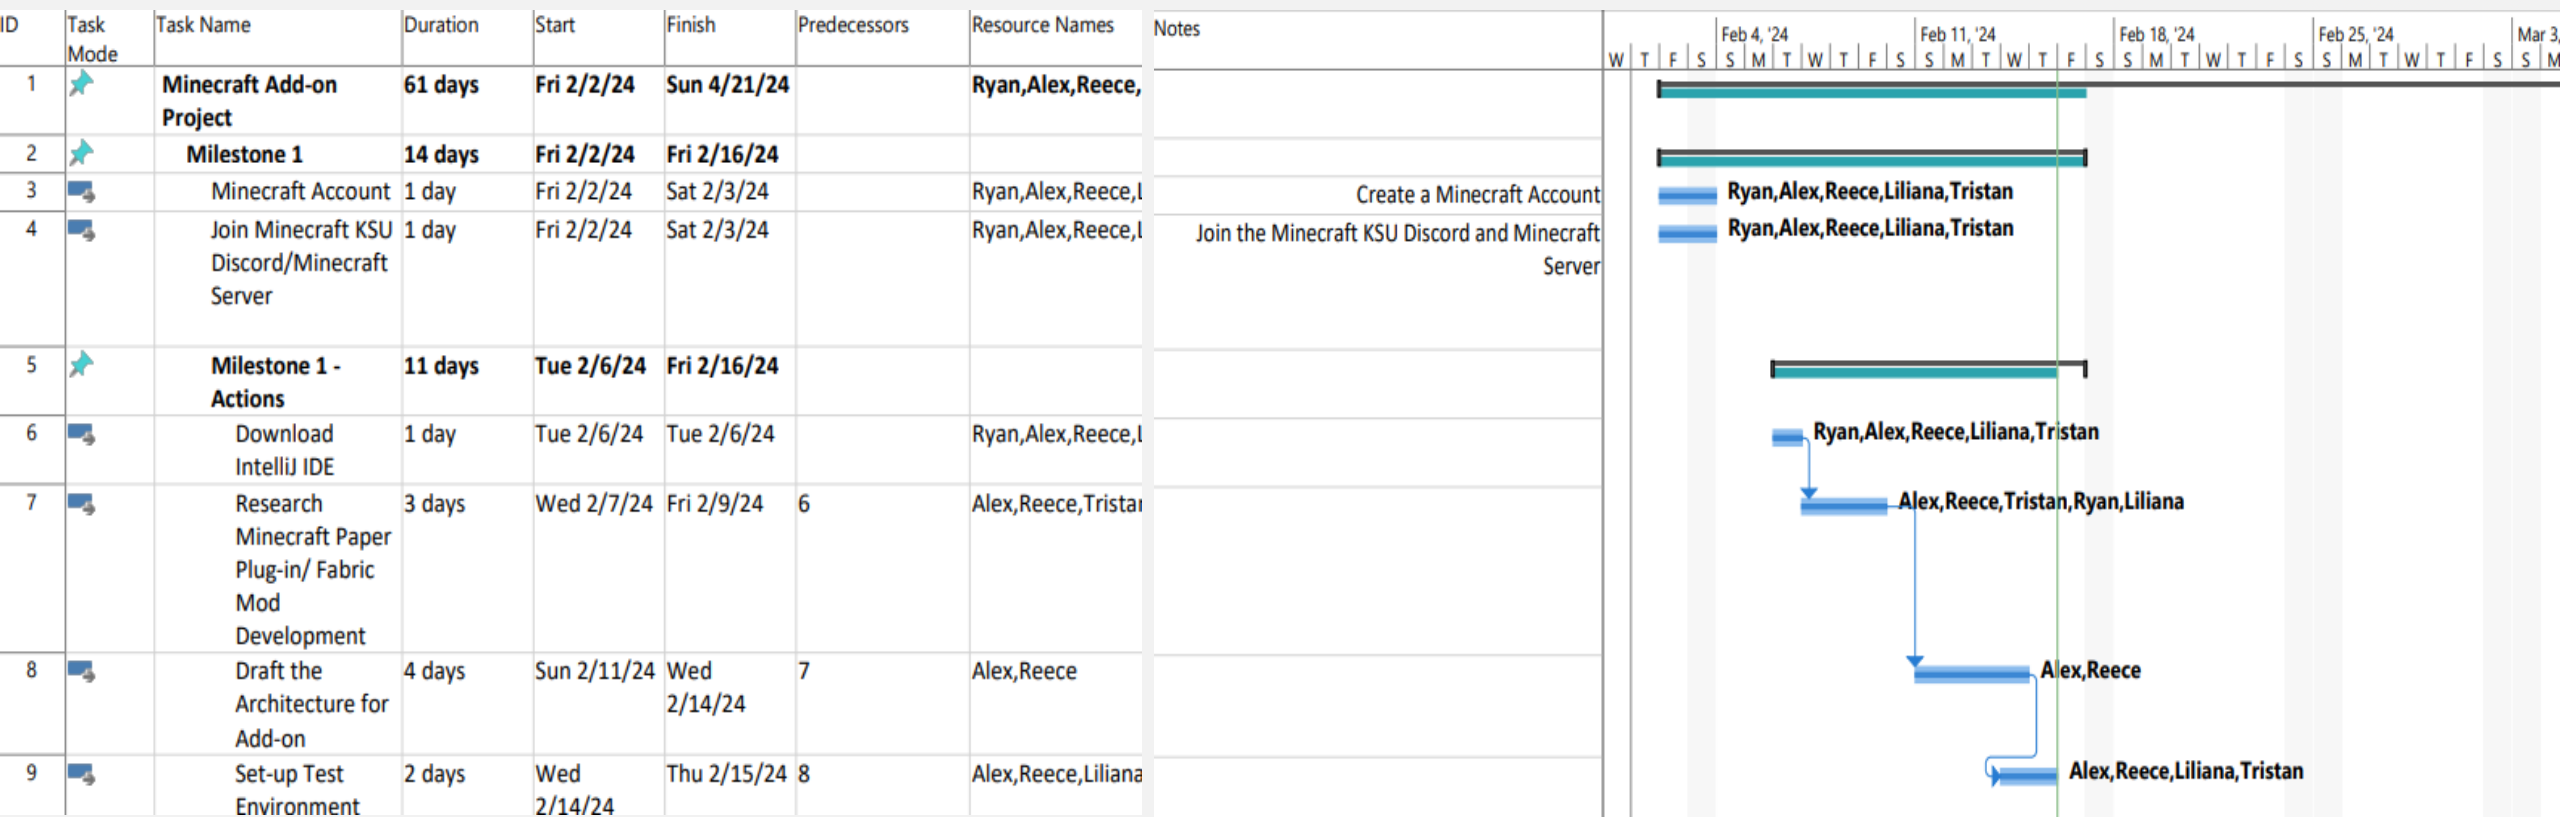 ID Task Mode Task Name Duration Start Finish Predecessors Resource Names Notes
Feb 4, '24 Feb 11, '24 Feb 18, '24 Feb 25, '24 Mar 3,
W T F S S M T W T F S S M T W T F S S M T W T F S S M T W T F S S M
1 Minecraft Add-on Project 61 days Fri 2/2/24 Sun 4/21/24 Ryan,Alex,Reece,
2 Milestone 1 14 days Fri 2/2/24 Fri 2/16/24
3 Minecraft Account 1 day Fri 2/2/24 Sat 2/3/24 Ryan,Alex,Reece,L Create a Minecraft Account Ryan,Alex,Reece,Liliana,Tristan
4 Join Minecraft KSU Discord/Minecraft Server 1 day Fri 2/2/24 Sat 2/3/24 Ryan,Alex,Reece,L Join the Minecraft KSU Discord and Minecraft Server Ryan,Alex,Reece,Liliana,Tristan
5 Milestone 1 - Actions 11 days Tue 2/6/24 Fri 2/16/24
6 Download IntelliJ IDE 1 day Tue 2/6/24 Tue 2/6/24 Ryan,Alex,Reece,L Ryan,Alex,Reece,Liliana,Tristan
7 Research Minecraft Paper Plug-in/ Fabric Mod Development 3 days Wed 2/7/24 Fri 2/9/24 6 Alex,Reece,Tristan Alex,Reece,Tristan,Ryan,Liliana
8 Draft the Architecture for Add-on 4 days Sun 2/11/24 Wed 2/14/24 7 Alex,Reece Alex,Reece
9 Set-up Test Environment 2 days Wed 2/14/24 Thu 2/15/24 8 Alex,Reece,Liliana Alex,Reece,Liliana,Tristan